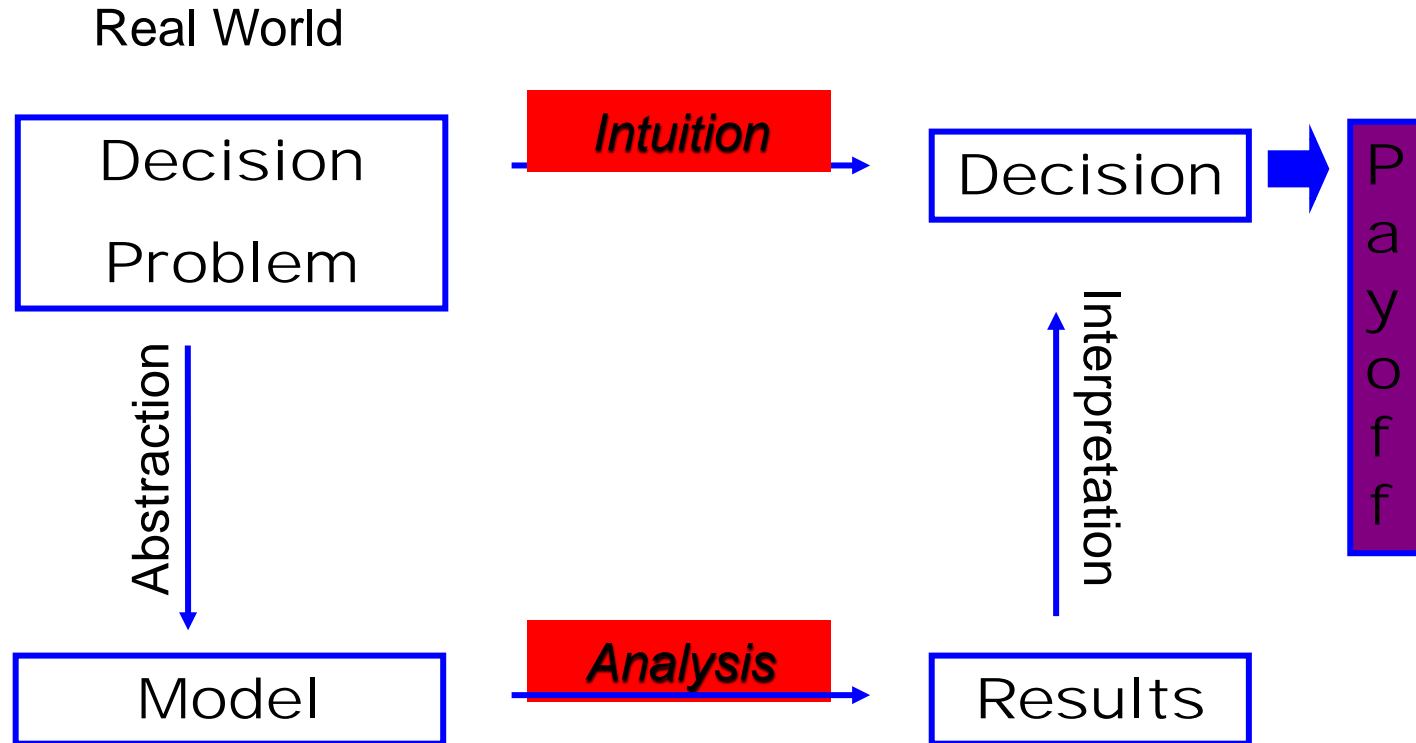 Real World
Intuition
Decision
Problem
Decision
Payoff
Abstraction
Interpretation
Model
Analysis
Results